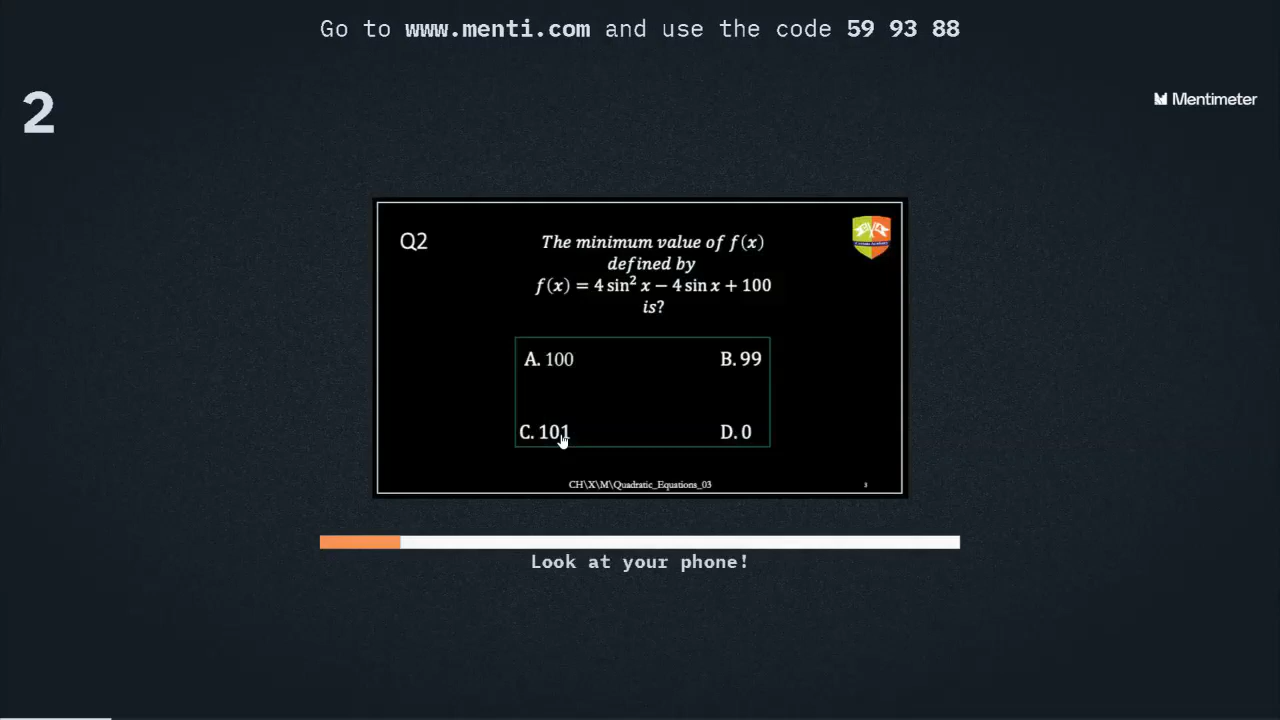 Go to www.menti.com and use the code 59 93 88
2
Mentimeter
Q2
The minimum value of f(x)
defined by
f(x) = 4 sin² x − 4 sin x + 100
is?
A. 100
B. 99
C. 101
D. 0
CH\X\M\Quadratic_Equations_03
3
Look at your phone!